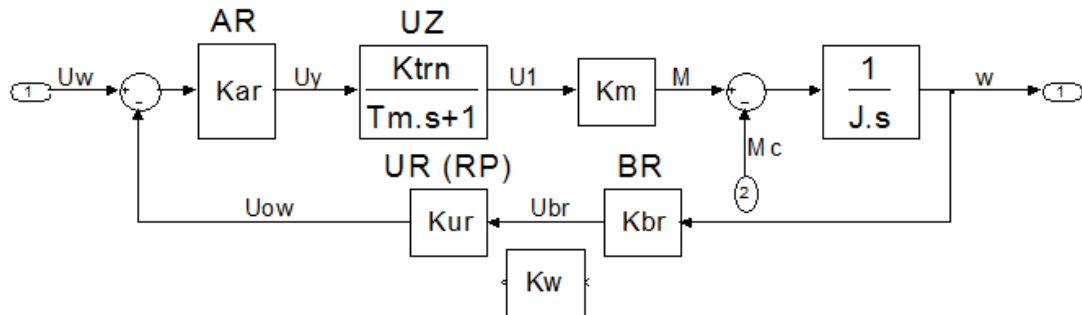 AR UZ
Uw Kar Uy Ktrn U1 Km M 1 w
1 Tm.s+1 J.s 1
Mc
UR (RP) BR 2
Uow Kur Ubr Kbr
Kw